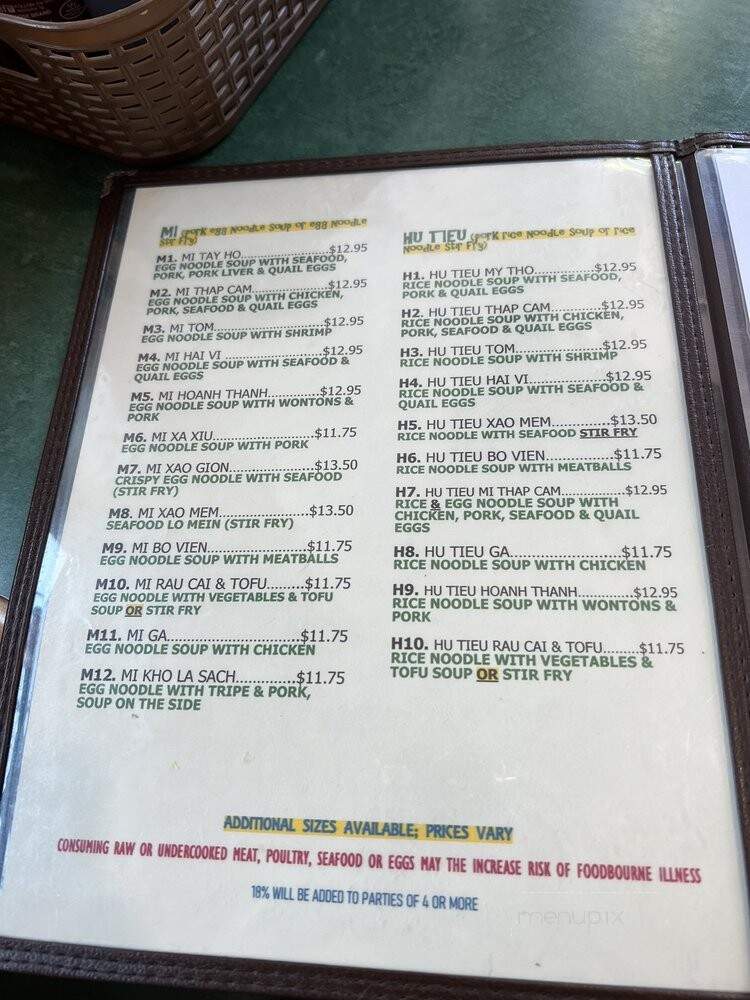 MI (Pork Egg Noodle Soup or Egg Noodle
Stir Fry)
M1. MI TAY HO.....................$12.95
EGG NOODLE SOUP WITH SEAFOOD,
PORK, PORK LIVER & QUAIL EGGS
M2. MI THAP CAM..................$12.95
EGG NOODLE SOUP WITH CHICKEN,
PORK, SEAFOOD & QUAIL EGGS
M3. MI TOM..........................$12.95
EGG NOODLE SOUP WITH SHRIMP
M4. MI HAI VI ........................$12.95
EGG NOODLE SOUP WITH SEAFOOD &
QUAIL EGGS
M5. MI HOANH THANH...........$12.95
EGG NOODLE SOUP WITH WONTONS &
PORK
M6. MI XA XIU.......................$11.75
EGG NOODLE SOUP WITH PORK
M7. MI XAO GION...................$13.50
CRISPY EGG NOODLE WITH SEAFOOD
(STIR FRY)
M8. MI XAO MEM...................$13.50
SEAFOOD LO MEIN (STIR FRY)
M9. MI BO VIEN.....................$11.75
EGG NOODLE SOUP WITH MEATBALLS
M10. MI RAU CAI & TOFU.........$11.75
EGG NOODLE WITH VEGETABLES & TOFU
SOUP OR STIR FRY
M11. MI GA...........................$11.75
EGG NOODLE SOUP WITH CHICKEN
M12. MI KHO LA SACH..............$11.75
EGG NOODLE WITH TRIPE & PORK,
SOUP ON THE SIDE
HU TIEU (Pork Rice Noodle Soup or Rice
Noodle Stir Fry)
H1. HU TIEU MY THO..............$12.95
RICE NOODLE SOUP WITH SEAFOOD,
PORK & QUAIL EGGS
H2. HU TIEU THAP CAM............$12.95
RICE NOODLE SOUP WITH CHICKEN,
PORK, SEAFOOD & QUAIL EGGS
H3. HU TIEU TOM...................$12.95
RICE NOODLE SOUP WITH SHRIMP
H4. HU TIEU HAI VI.................$12.95
RICE NOODLE SOUP WITH SEAFOOD &
QUAIL EGGS
H5. HU TIEU XAO MEM............$13.50
RICE NOODLE WITH SEAFOOD STIR FRY
H6. HU TIEU BO VIEN..............$11.75
RICE NOODLE SOUP WITH MEATBALLS
H7. HU TIEU MI THAP CAM...............$12.95
RICE & EGG NOODLE SOUP WITH
CHICKEN, PORK, SEAFOOD & QUAIL
EGGS
H8. HU TIEU GA......................$11.75
RICE NOODLE SOUP WITH CHICKEN
H9. HU TIEU HOANH THANH.........$12.95
RICE NOODLE SOUP WITH WONTONS &
PORK
H10. HU TIEU RAU CAI & TOFU........$11.75
RICE NOODLE WITH VEGETABLES &
TOFU SOUP OR STIR FRY
ADDITIONAL SIZES AVAILABLE; PRICES VARY
CONSUMING RAW OR UNDERCOOKED MEAT, POULTRY, SEAFOOD OR EGGS MAY THE INCREASE RISK OF FOODBOURNE ILLNESS
18% WILL BE ADDED TO PARTIES OF 4 OR MORE
menupix